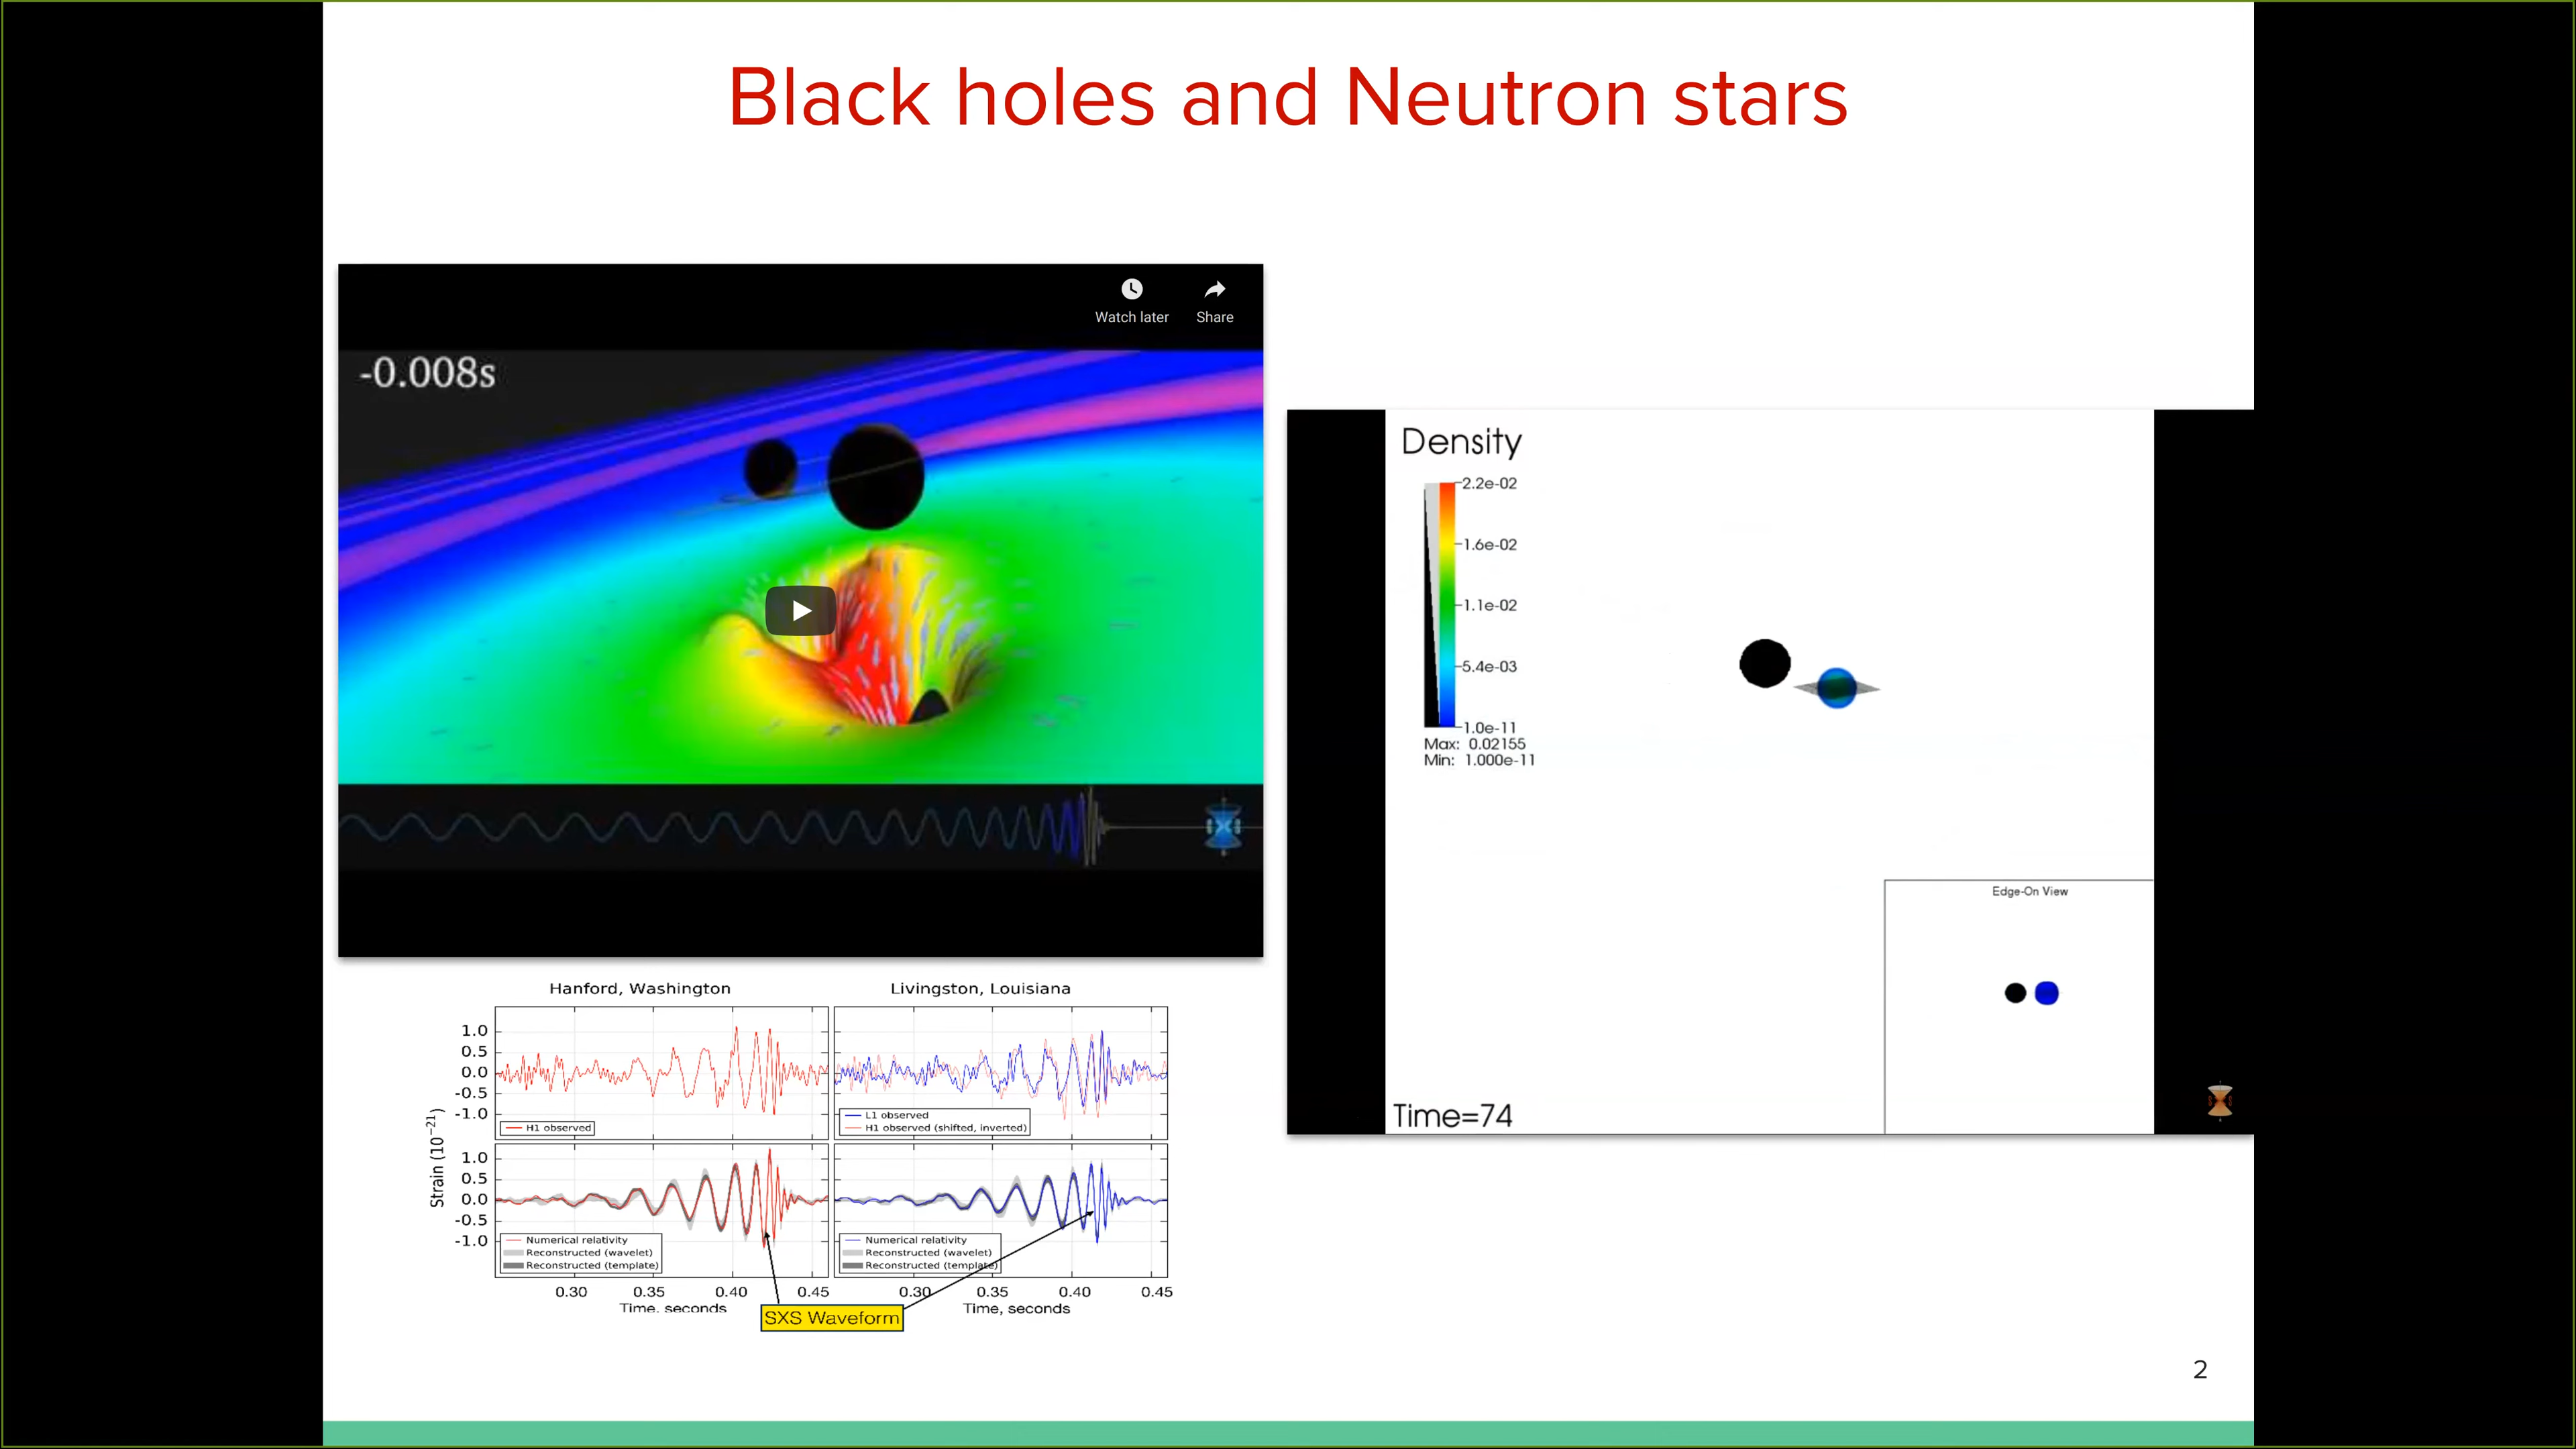 Black holes and Neutron stars
Watch later
Share
-0.008s
Density
2.2e-02
1.6e-02
1.1e-02
5.4e-03
1.0e-11
Max: 0.02155
Min: 1.000e-11
Edge-On View
Time=74
Hanford, Washington
Livingston, Louisiana
Strain (10⁻²¹)
1.0
0.5
0.0
-0.5
-1.0
H1 observed
L1 observed
H1 observed (shifted, inverted)
1.0
0.5
0.0
-0.5
-1.0
Numerical relativity
Reconstructed (wavelet)
Reconstructed (template)
Numerical relativity
Reconstructed (wavelet)
Reconstructed (template)
0.30 0.35 0.40 0.45
0.30 0.35 0.40 0.45
Time, seconds
Time, seconds
SXS Waveform
2